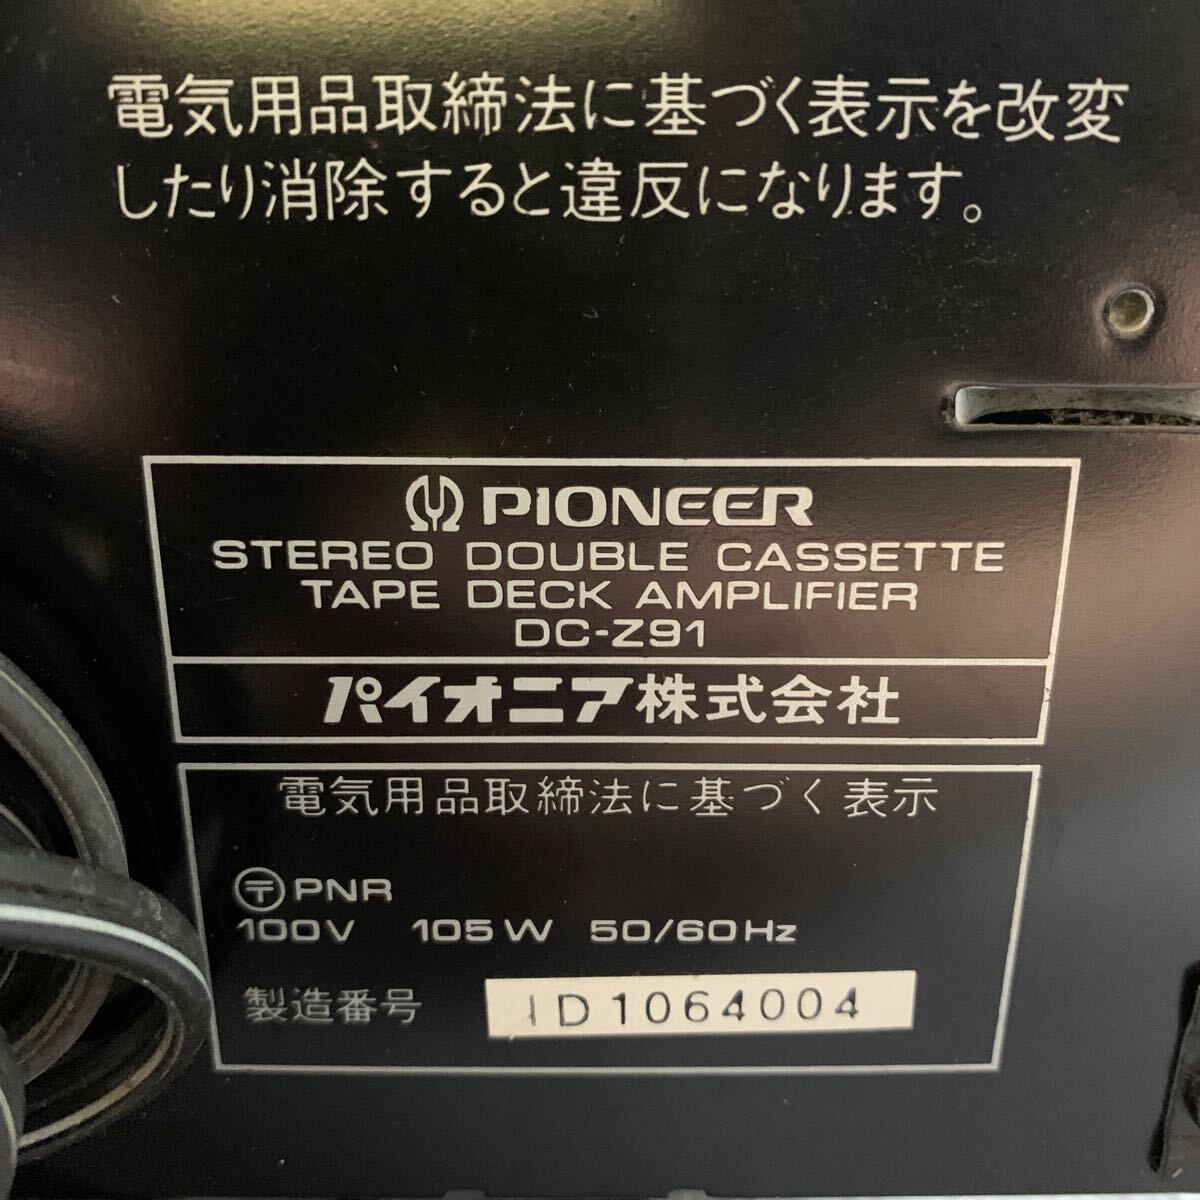 電気用品取締法に基づく表示を改変
したり消除すると違反になります。
PIONEER
STEREO DOUBLE CASSETTE
TAPE DECK AMPLIFIER
DC-Z91
パイオニア株式会社
電気用品取締法に基づく表示
〒 PNR
100V 105W 50/60Hz
製造番号 ID1064004